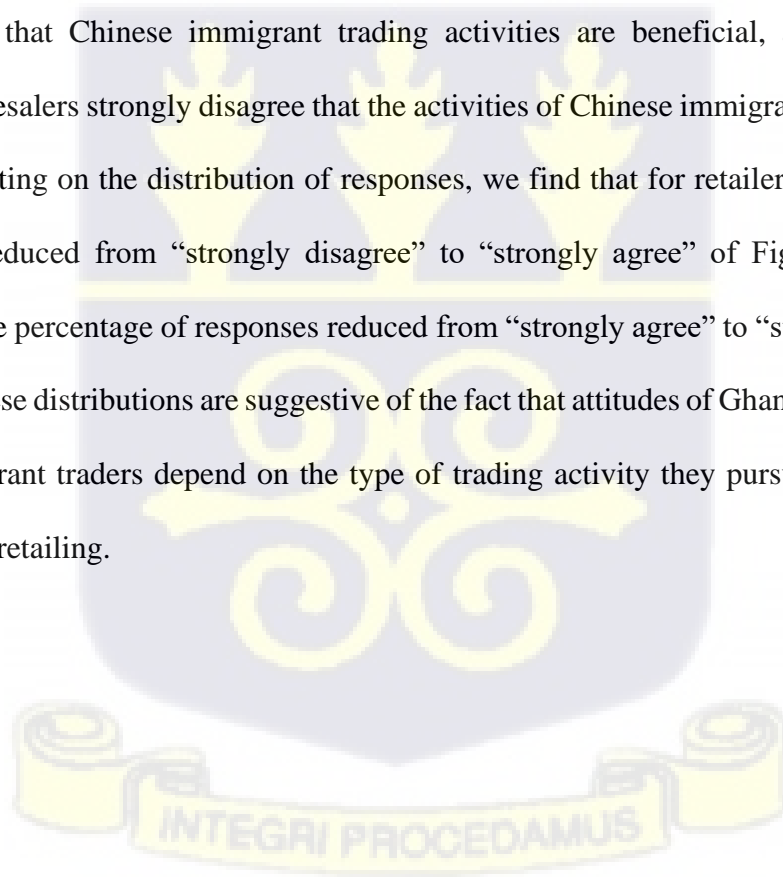 that Chinese immigrant trading activities are beneficial,
esalers strongly disagree that the activities of Chinese immigra
ting on the distribution of responses, we find that for retailer
educed from “strongly disagree” to “strongly agree” of Fig
e percentage of responses reduced from “strongly agree” to “s
se distributions are suggestive of the fact that attitudes of Ghan
rant traders depend on the type of trading activity they purs
retailing.
INTEGRI PROCEDAMUS